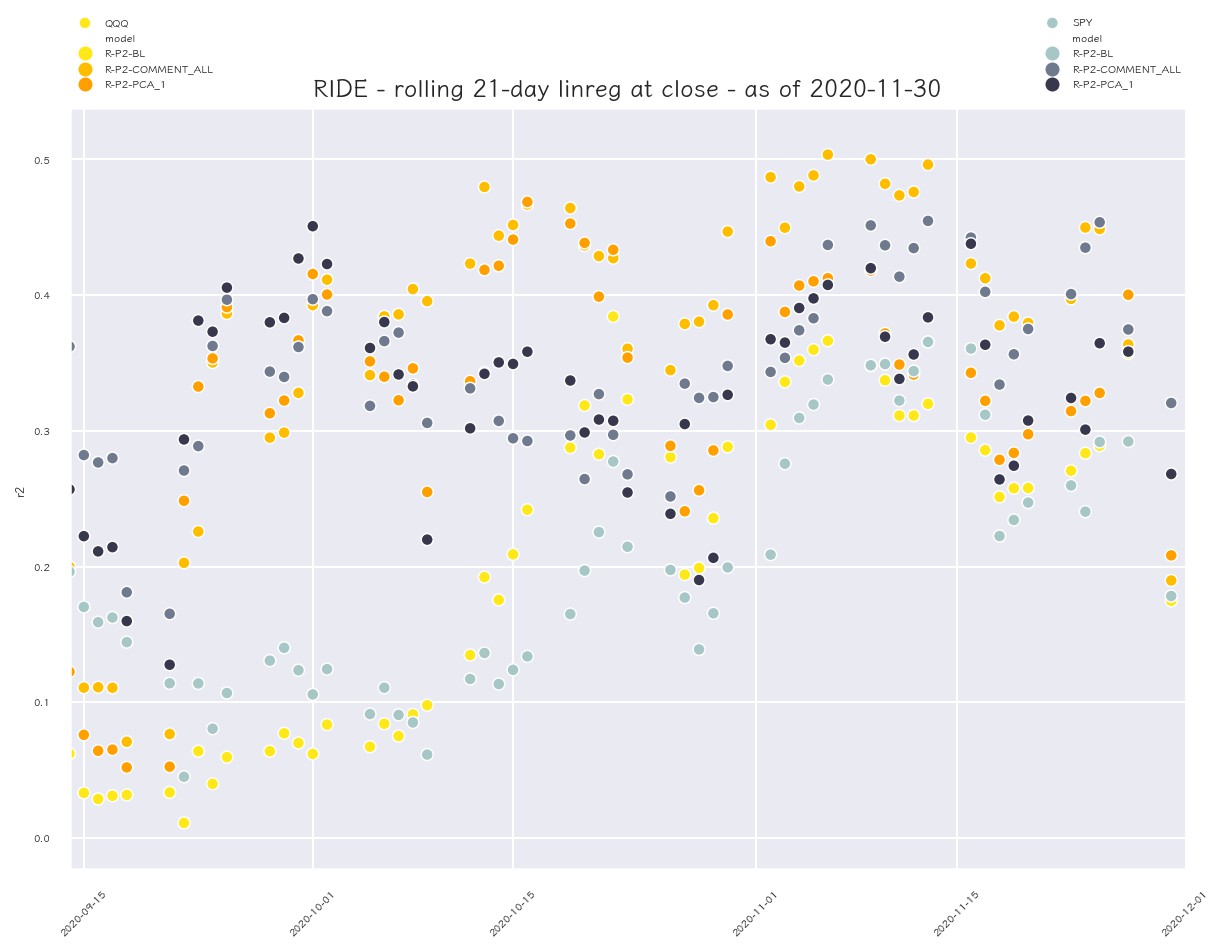 QQQ
model
R-P2-BL
R-P2-COMMENT_ALL
R-P2-PCA_1
SPY
model
R-P2-BL
R-P2-COMMENT_ALL
R-P2-PCA_1
RIDE - rolling 21-day linreg at close - as of 2020-11-30
0.5
0.4
0.3
0.2
0.1
0.0
r2
2020-09-15
2020-10-01
2020-10-15
2020-11-01
2020-11-15
2020-12-01